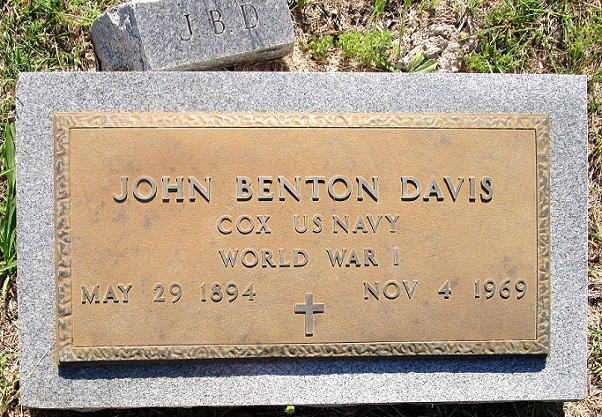 J.B.D
JOHN BENTON DAVIS
COX US NAVY
WORLD WAR I
MAY 29 1894 NOV 4 1969